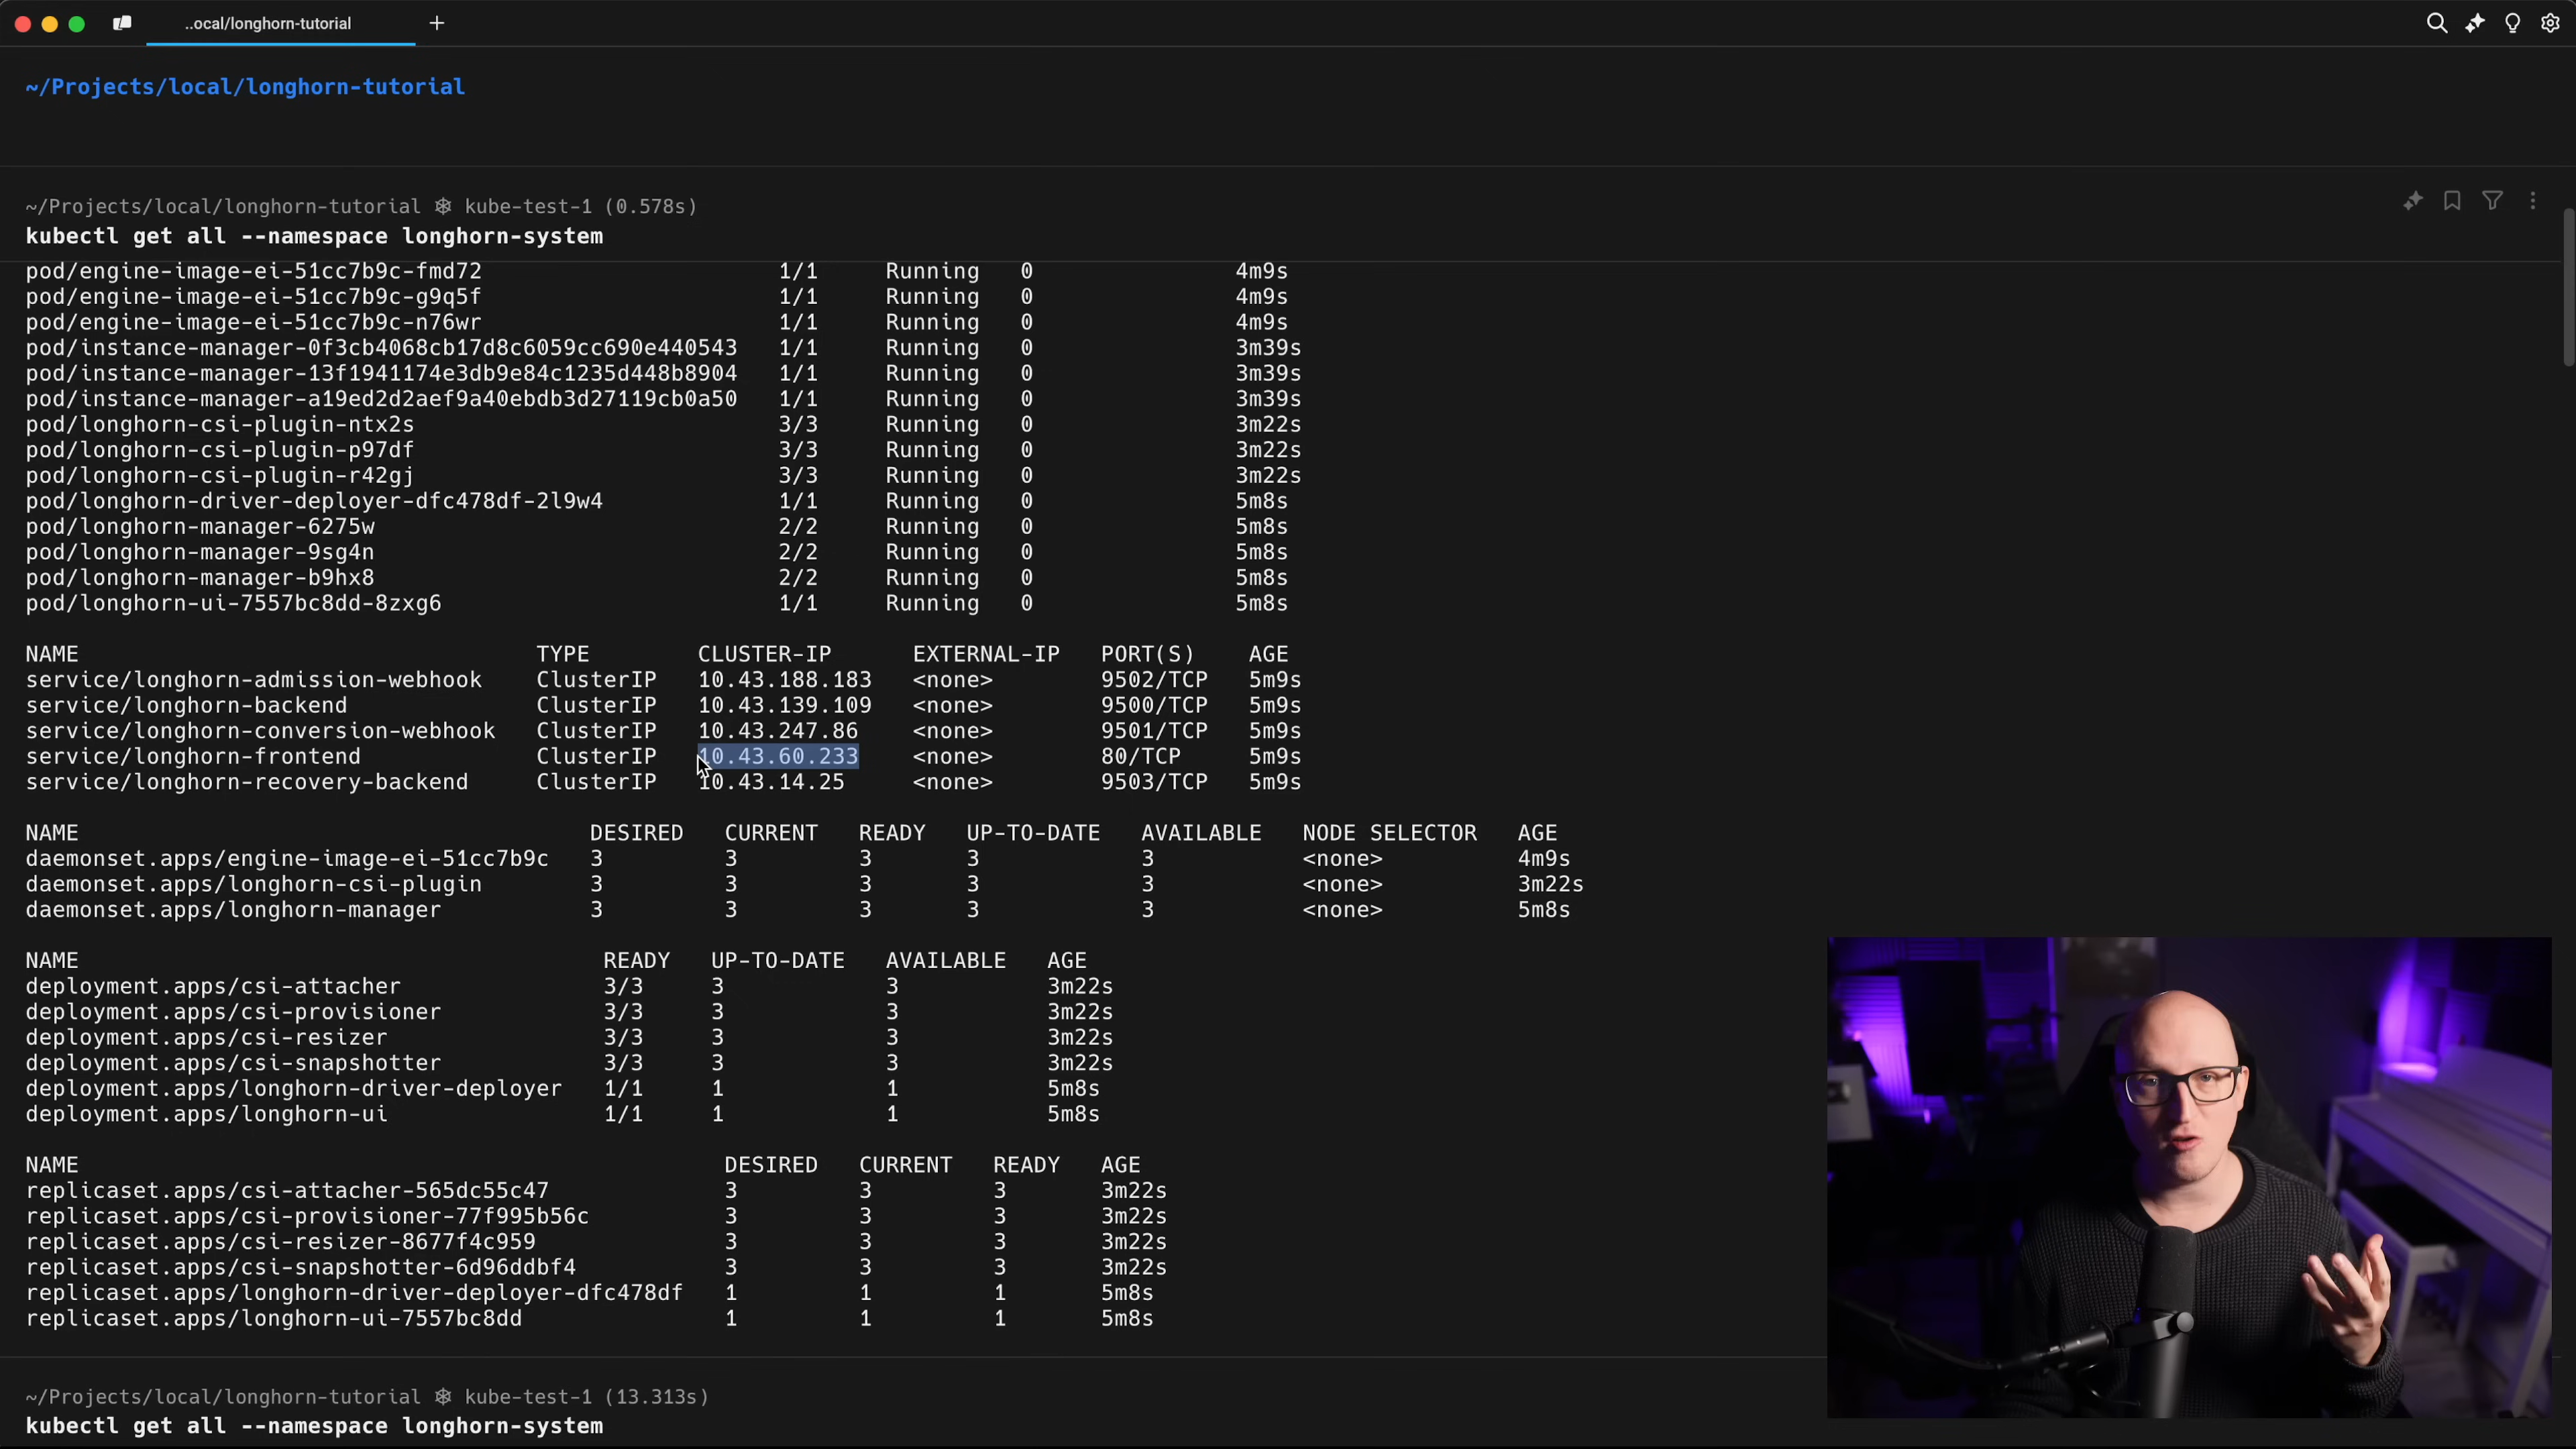 ..ocal/longhorn-tutorial
~/Projects/local/longhorn-tutorial
~/Projects/local/longhorn-tutorial ⎈ kube-test-1 (0.578s)
kubectl get all --namespace longhorn-system
pod/engine-image-ei-51cc7b9c-fmd72 1/1 Running 0 4m9s
pod/engine-image-ei-51cc7b9c-g9q5f 1/1 Running 0 4m9s
pod/engine-image-ei-51cc7b9c-n76wr 1/1 Running 0 4m9s
pod/instance-manager-0f3cb4068cb17d8c6059cc690e440543 1/1 Running 0 3m39s
pod/instance-manager-13f1941174e3db9e84c1235d448b8904 1/1 Running 0 3m39s
pod/instance-manager-a19ed2d2aef9a40ebdb3d27119cb0a50 1/1 Running 0 3m39s
pod/longhorn-csi-plugin-ntx2s 3/3 Running 0 3m22s
pod/longhorn-csi-plugin-p97df 3/3 Running 0 3m22s
pod/longhorn-csi-plugin-r42gj 3/3 Running 0 3m22s
pod/longhorn-driver-deployer-dfc478df-2l9w4 1/1 Running 0 5m8s
pod/longhorn-manager-6275w 2/2 Running 0 5m8s
pod/longhorn-manager-9sg4n 2/2 Running 0 5m8s
pod/longhorn-manager-b9hx8 2/2 Running 0 5m8s
pod/longhorn-ui-7557bc8dd-8zxg6 1/1 Running 0 5m8s
NAME TYPE CLUSTER-IP EXTERNAL-IP PORT(S) AGE
service/longhorn-admission-webhook ClusterIP 10.43.188.183 <none> 9502/TCP 5m9s
service/longhorn-backend ClusterIP 10.43.139.109 <none> 9500/TCP 5m9s
service/longhorn-conversion-webhook ClusterIP 10.43.247.86 <none> 9501/TCP 5m9s
service/longhorn-frontend ClusterIP 10.43.60.233 <none> 80/TCP 5m9s
service/longhorn-recovery-backend ClusterIP 10.43.14.25 <none> 9503/TCP 5m9s
NAME DESIRED CURRENT READY UP-TO-DATE AVAILABLE NODE SELECTOR AGE
daemonset.apps/engine-image-ei-51cc7b9c 3 3 3 3 3 <none> 4m9s
daemonset.apps/longhorn-csi-plugin 3 3 3 3 3 <none> 3m22s
daemonset.apps/longhorn-manager 3 3 3 3 3 <none> 5m8s
NAME READY UP-TO-DATE AVAILABLE AGE
deployment.apps/csi-attacher 3/3 3 3 3m22s
deployment.apps/csi-provisioner 3/3 3 3 3m22s
deployment.apps/csi-resizer 3/3 3 3 3m22s
deployment.apps/csi-snapshotter 3/3 3 3 3m22s
deployment.apps/longhorn-driver-deployer 1/1 1 1 5m8s
deployment.apps/longhorn-ui 1/1 1 1 5m8s
NAME DESIRED CURRENT READY AGE
replicaset.apps/csi-attacher-565dc55c47 3 3 3 3m22s
replicaset.apps/csi-provisioner-77f995b56c 3 3 3 3m22s
replicaset.apps/csi-resizer-8677f4c959 3 3 3 3m22s
replicaset.apps/csi-snapshotter-6d96ddbf4 3 3 3 3m22s
replicaset.apps/longhorn-driver-deployer-dfc478df 1 1 1 5m8s
replicaset.apps/longhorn-ui-7557bc8dd 1 1 1 5m8s
~/Projects/local/longhorn-tutorial ⎈ kube-test-1 (13.313s)
kubectl get all --namespace longhorn-system